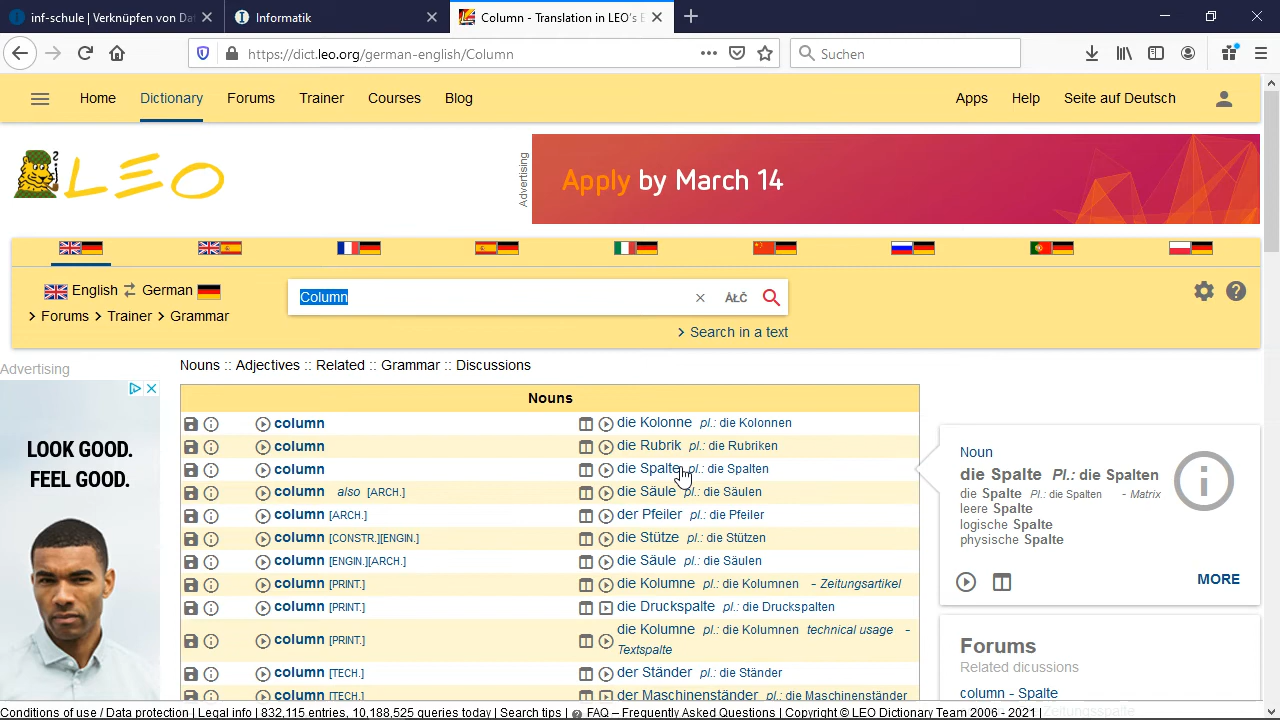 inf-schule | Verknüpfen von Da
Informatik
Column - Translation in LEO's E
https://dict.leo.org/german-english/Column
Suchen
Home Dictionary Forums Trainer Courses Blog
Apps Help Seite auf Deutsch
LEO
Advertising
Apply by March 14
English German
Forums Trainer Grammar
Column
ÁŁČ
Search in a text
Advertising
LOOK GOOD.
FEEL GOOD.
Nouns :: Adjectives :: Related :: Grammar :: Discussions
Nouns
column die Kolonne pl.: die Kolonnen
column die Rubrik pl.: die Rubriken
column die Spalte pl.: die Spalten
column also [ARCH.] die Säule pl.: die Säulen
column [ARCH.] der Pfeiler pl.: die Pfeiler
column [CONSTR.][ENGIN.] die Stütze pl.: die Stützen
column [ENGIN.][ARCH.] die Säule pl.: die Säulen
column [PRINT.] die Kolumne pl.: die Kolumnen - Zeitungsartikel
column [PRINT.] die Druckspalte pl.: die Druckspalten
column [PRINT.] die Kolumne pl.: die Kolumnen technical usage -
Textspalte
column [TECH.] der Ständer pl.: die Ständer
column [TECH.] der Maschinenständer pl.: die Maschinenständer
Noun
die Spalte Pl.: die Spalten
die Spalte Pl.: die Spalten - Matrix
leere Spalte
logische Spalte
physische Spalte
MORE
Forums
Related dicussions
column - Spalte
Conditions of use / Data protection | Legal info | 832,115 entries, 10,138,525 queries today | Search tips | FAQ – Frequently Asked Questions | Copyright © LEO Dictionary Team 2006 - 2021 |
Zeitungsspalte